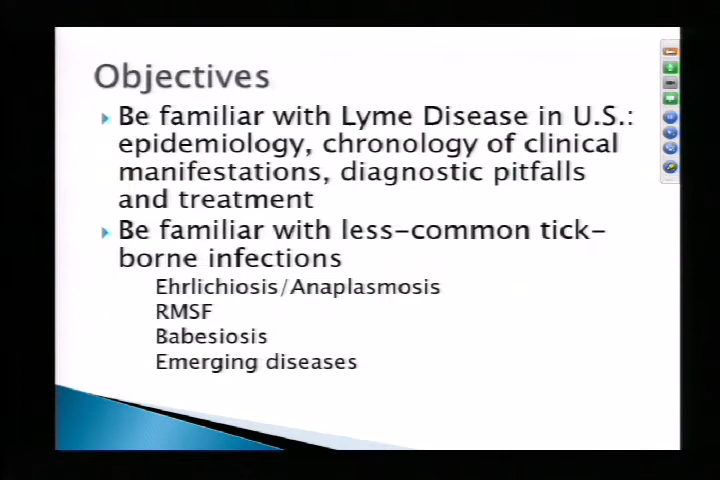 Objectives
Be familiar with Lyme Disease in U.S.:
epidemiology, chronology of clinical
manifestations, diagnostic pitfalls
and treatment
Be familiar with less-common tick-
borne infections
Ehrlichiosis/Anaplasmosis
RMSF
Babesiosis
Emerging diseases